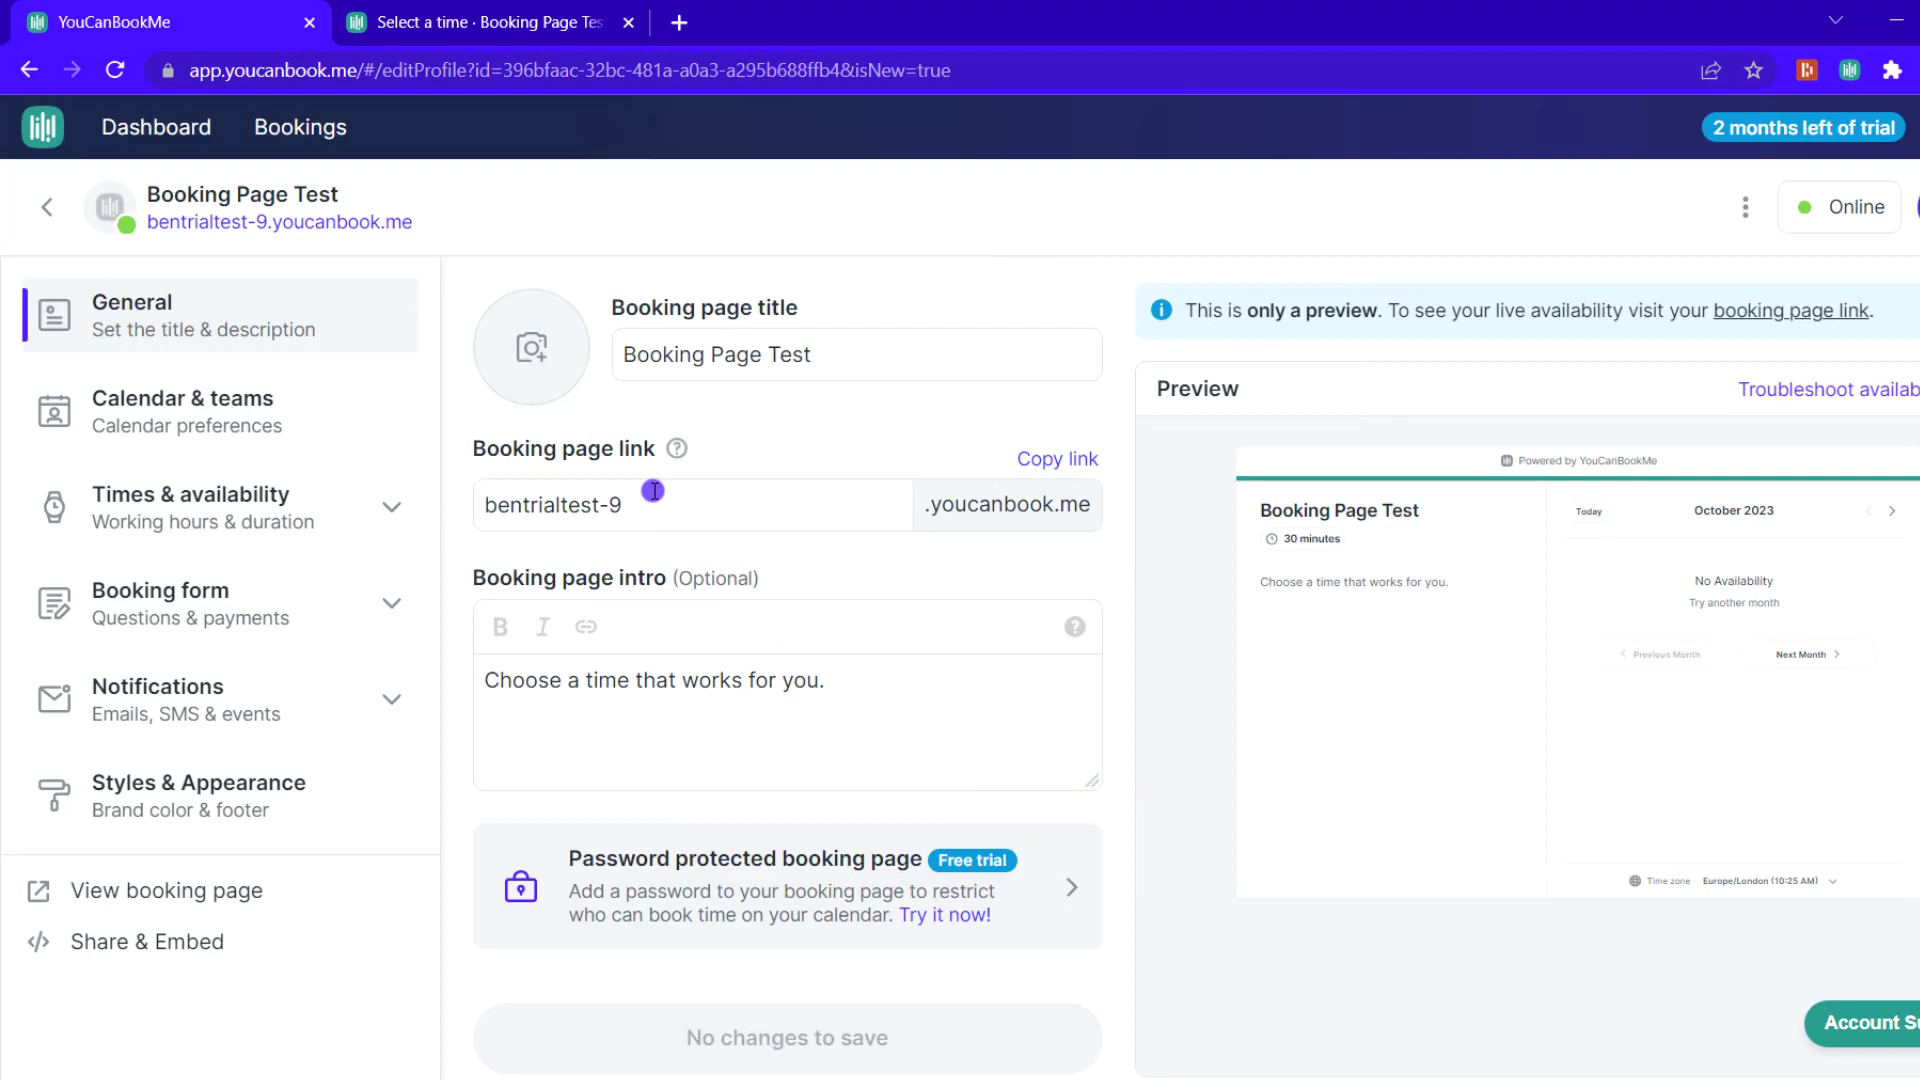 YouCanBookMe
Select a time · Booking Page Tes
app.youcanbook.me/#/editProfile?id=396bfaac-32bc-481a-a0a3-a295b688ffb4&isNew=true
Dashboard
Bookings
2 months left of trial
Booking Page Test
bentrialtest-9.youcanbook.me
Online
General
Set the title & description
Calendar & teams
Calendar preferences
Times & availability
Working hours & duration
Booking form
Questions & payments
Notifications
Emails, SMS & events
Styles & Appearance
Brand color & footer
View booking page
Share & Embed
Booking page title
Booking Page Test
Booking page link
Copy link
bentrialtest-9
.youcanbook.me
Booking page intro (Optional)
B I
Choose a time that works for you.
Password protected booking page Free trial
Add a password to your booking page to restrict
who can book time on your calendar. Try it now!
No changes to save
This is only a preview. To see your live availability visit your booking page link.
Preview
Troubleshoot availab
Powered by YouCanBookMe
Booking Page Test
30 minutes
Choose a time that works for you.
Today
October 2023
No Availability
Try another month
Previous Month
Next Month
Time zone Europe/London (10:25 AM)
Account Su